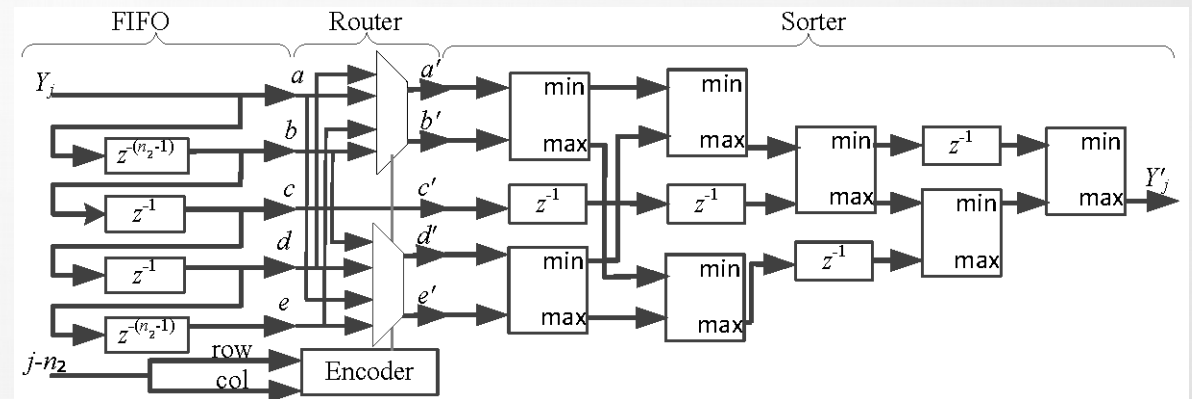 FIFO Router Sorter
Y_j
a
b
c
d
e
z^-(n_2-1)
z^-1
z^-1
z^-(n_2-1)
j-n_2
row
col
Encoder
a'
b'
c'
d'
e'
min
max
z^-1
min
max
min
max
z^-1
min
max
min
max
z^-1
z^-1
min
max
min
max
Y'_j